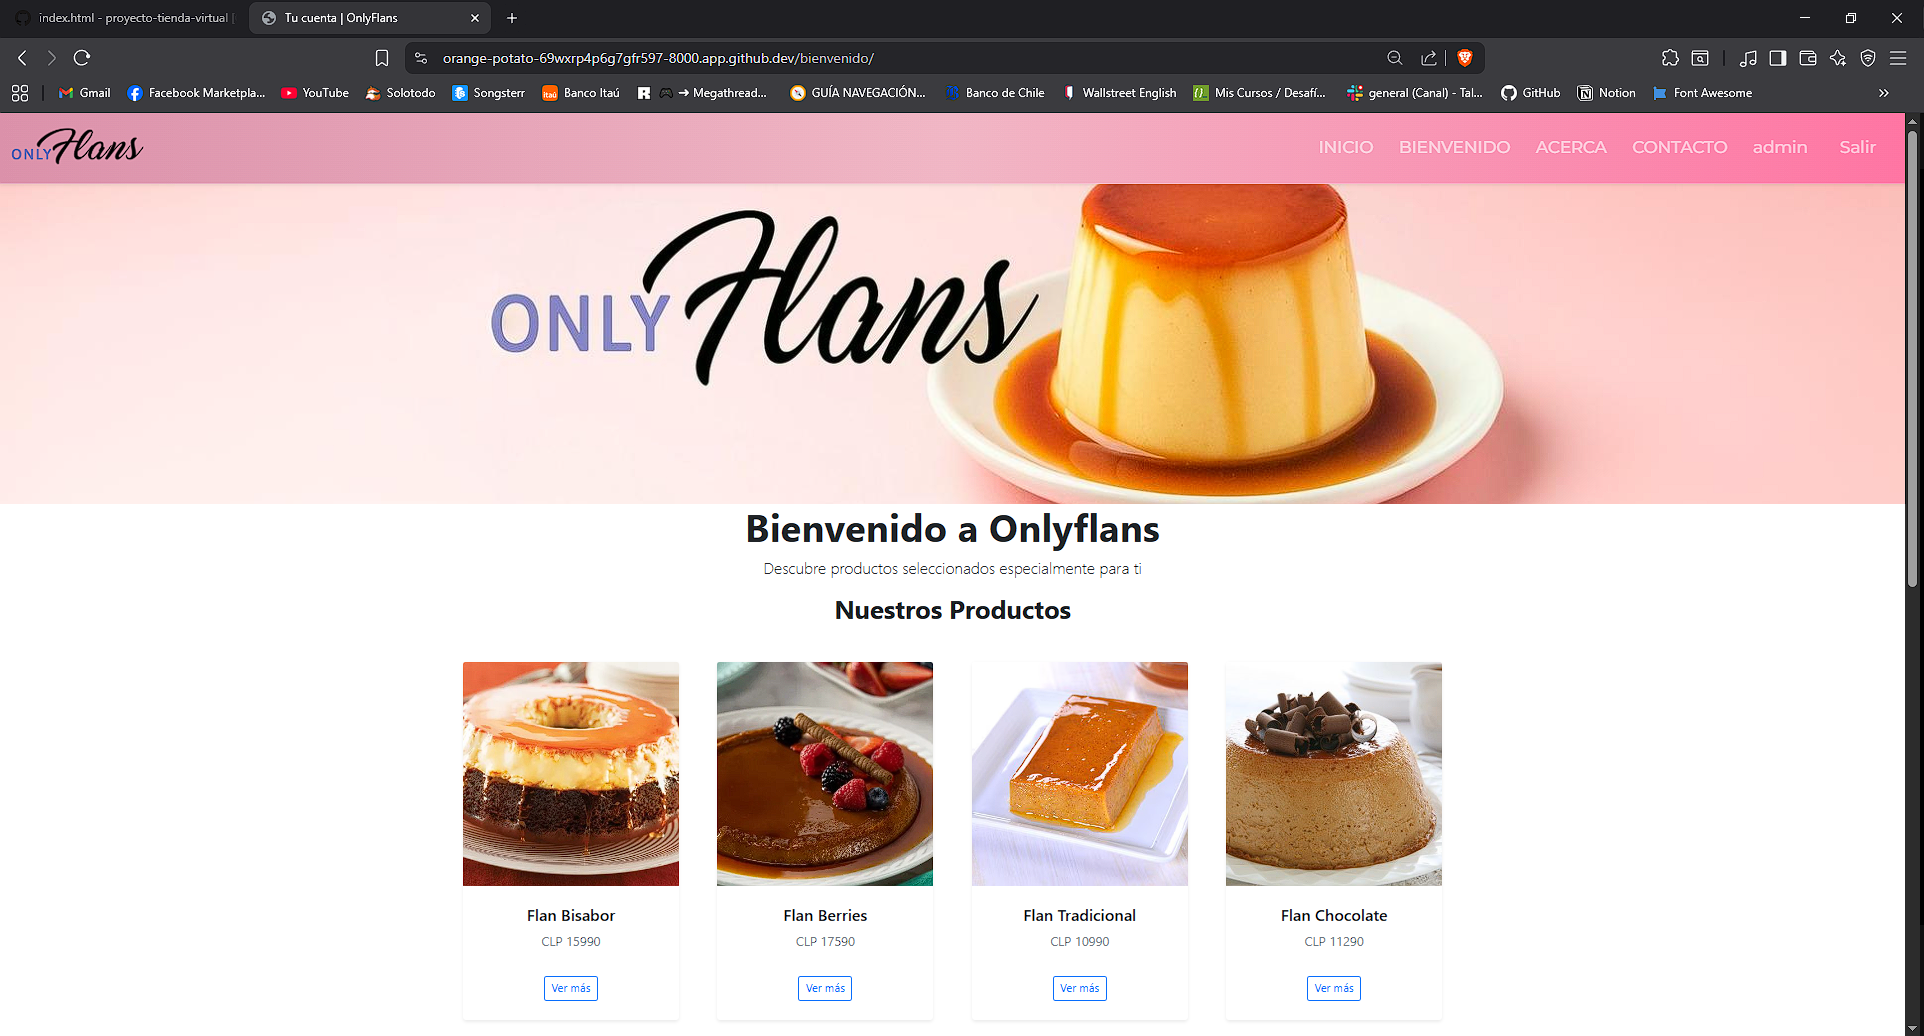 index.html - proyecto-tienda-virtual |
Tu cuenta | OnlyFlans
orange-potato-69wxrp4p6g7gfr597-8000.app.github.dev/bienvenido/
Gmail
Facebook Marketpla...
YouTube
Solotodo
Songsterr
Banco Itaú
→ Megathread...
GUÍA NAVEGACIÓN...
Banco de Chile
Wallstreet English
Mis Cursos / Desafí...
general (Canal) - Tal...
GitHub
Notion
Font Awesome
ONLY Flans
INICIO
BIENVENIDO
ACERCA
CONTACTO
admin
Salir
ONLY Flans
Bienvenido a Onlyflans
Descubre productos seleccionados especialmente para ti
Nuestros Productos
Flan Bisabor
CLP 15990
Ver más
Flan Berries
CLP 17590
Ver más
Flan Tradicional
CLP 10990
Ver más
Flan Chocolate
CLP 11290
Ver más